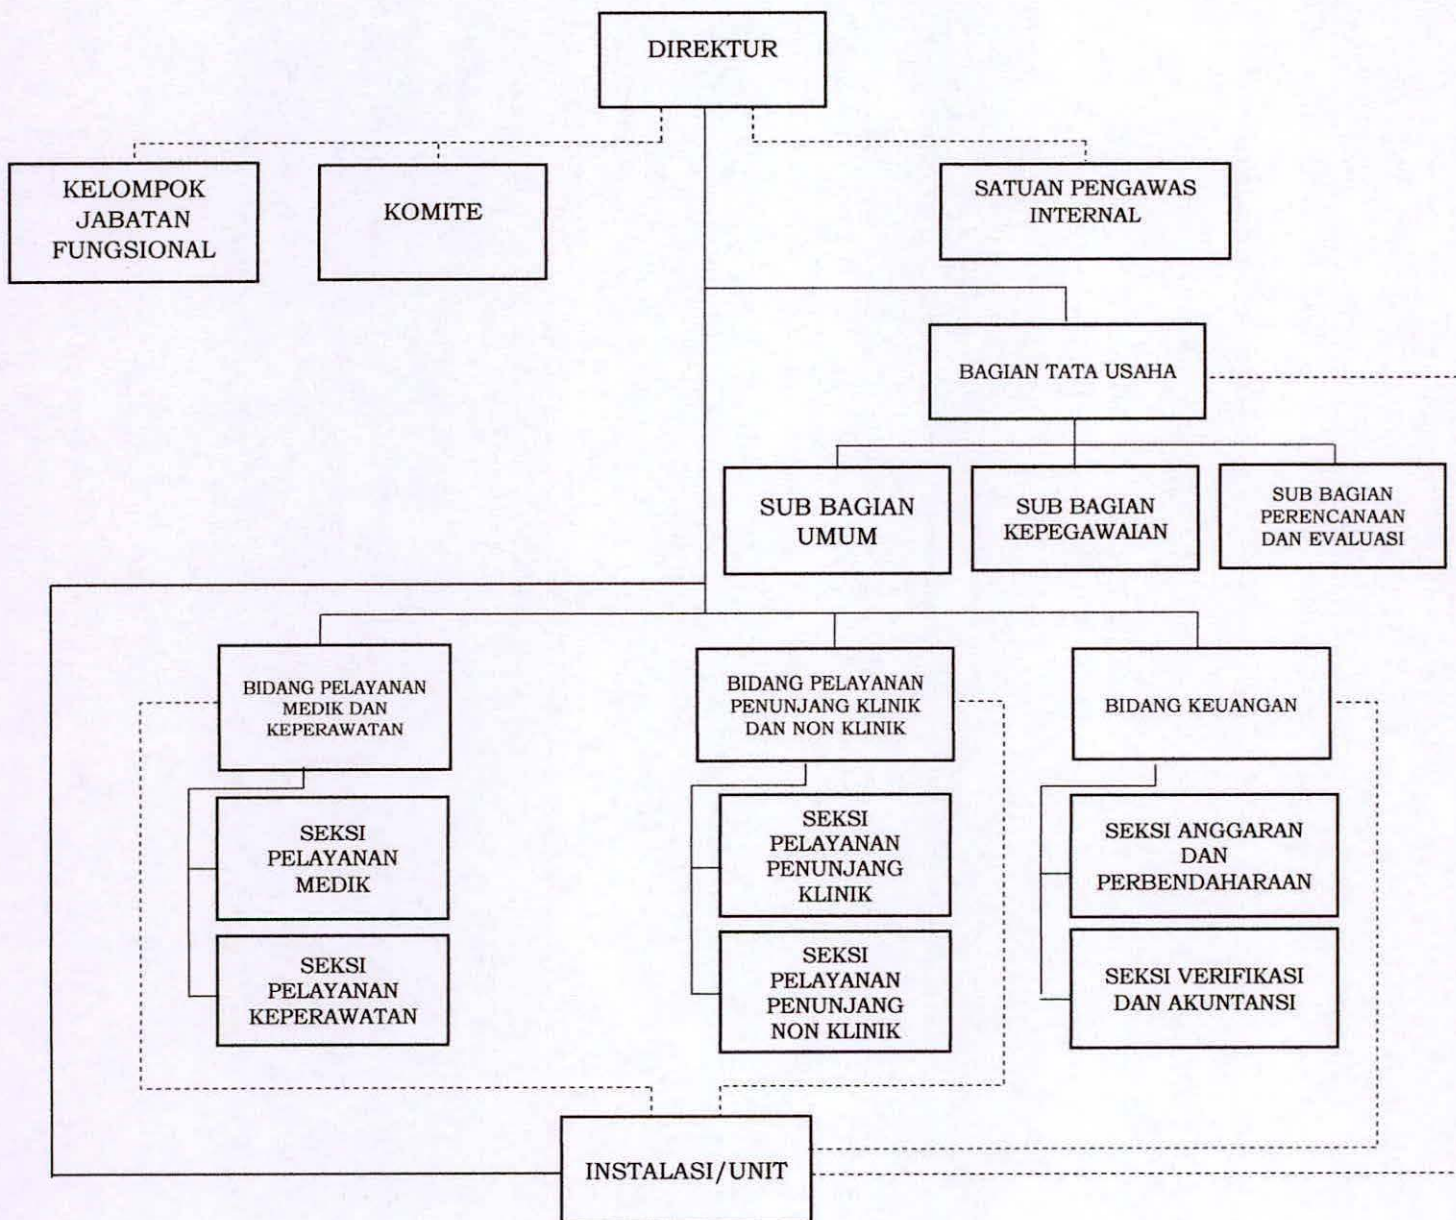 DIREKTUR
KELOMPOK
JABATAN
FUNGSIONAL
KOMITE
SATUAN PENGAWAS
INTERNAL
BAGIAN TATA USAHA
SUB BAGIAN
UMUM
SUB BAGIAN
KEPEGAWAIAN
SUB BAGIAN
PERENCANAAN
DAN EVALUASI
BIDANG PELAYANAN
MEDIK DAN
KEPERAWATAN
BIDANG PELAYANAN
PENUNJANG KLINIK
DAN NON KLINIK
BIDANG KEUANGAN
SEKSI
PELAYANAN
MEDIK
SEKSI
PELAYANAN
PENUNJANG
KLINIK
SEKSI ANGGARAN
DAN
PERBENDAHARAAN
SEKSI
PELAYANAN
KEPERAWATAN
SEKSI
PELAYANAN
PENUNJANG
NON KLINIK
SEKSI VERIFIKASI
DAN AKUNTANSI
INSTALASI/UNIT